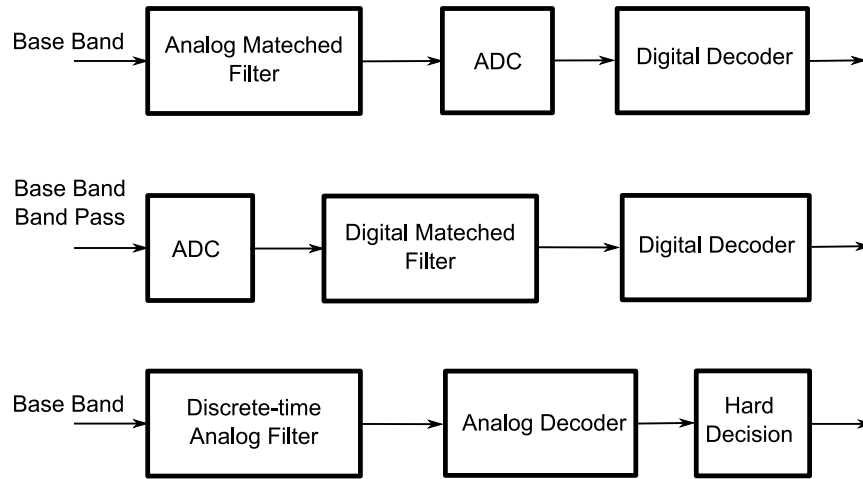 Base Band
Analog Mateched
Filter
ADC
Digital Decoder
Base Band
Band Pass
ADC
Digital Mateched
Filter
Digital Decoder
Base Band
Discrete-time
Analog Filter
Analog Decoder
Hard
Decision